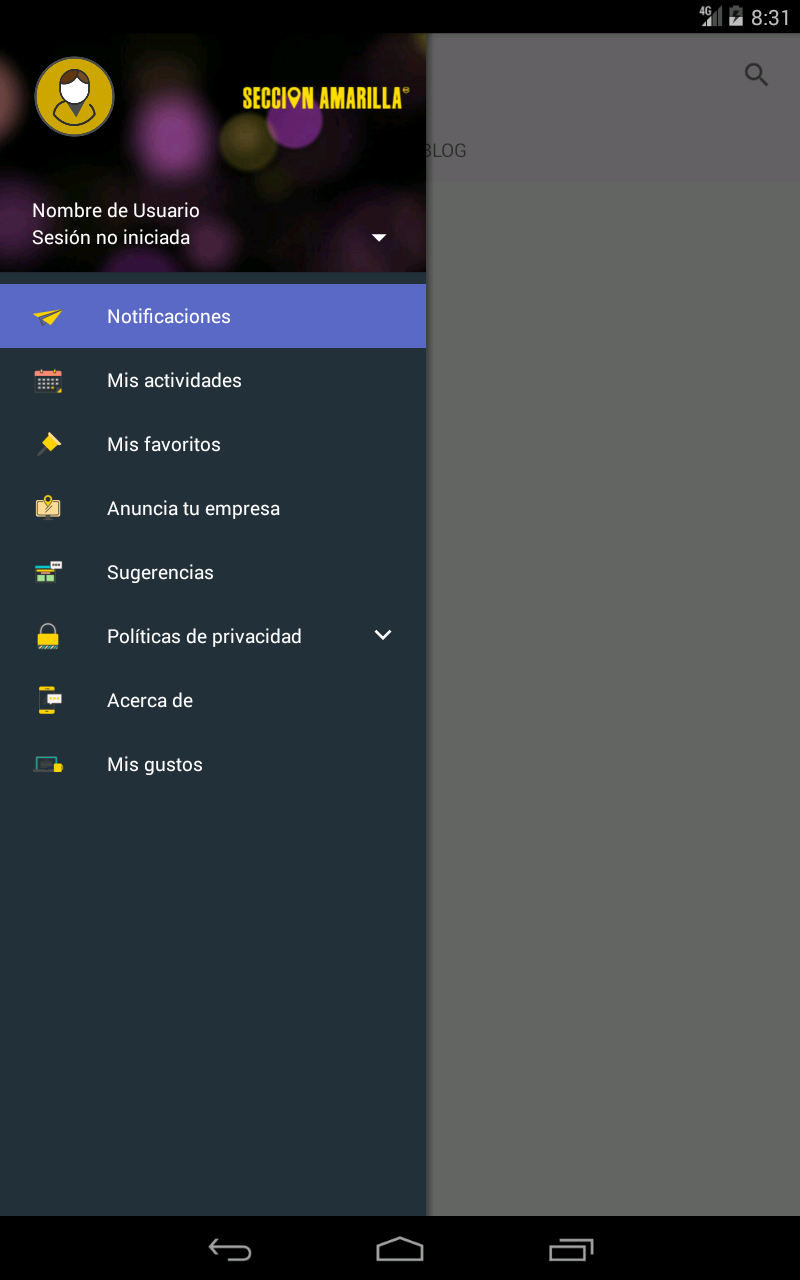 4G 8:31
SECCION AMARILLA
BLOG
Nombre de Usuario
Sesión no iniciada
Notificaciones
Mis actividades
Mis favoritos
Anuncia tu empresa
Sugerencias
Políticas de privacidad
Acerca de
Mis gustos